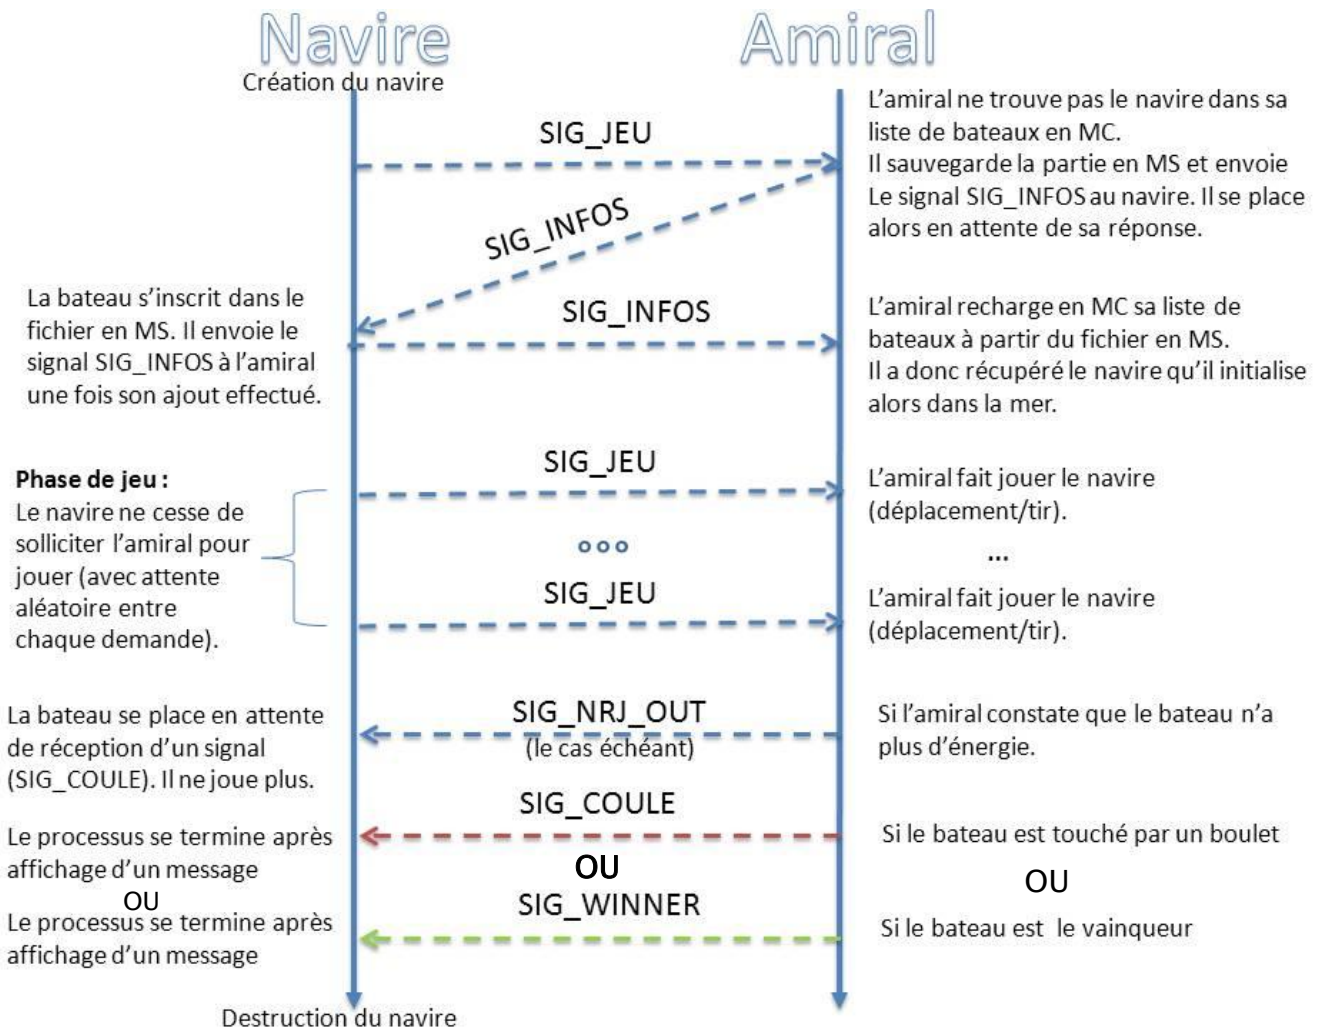 Navire
Amiral
Création du navire
L’amiral ne trouve pas le navire dans sa
liste de bateaux en MC.
Il sauvegarde la partie en MS et envoie
Le signal SIG_INFOS au navire. Il se place
alors en attente de sa réponse.
SIG_JEU
SIG_INFOS
La bateau s’inscrit dans le
fichier en MS. Il envoie le
signal SIG_INFOS à l’amiral
une fois son ajout effectué.
SIG_INFOS
L’amiral recharge en MC sa liste de
bateaux à partir du fichier en MS.
Il a donc récupéré le navire qu’il initialise
alors dans la mer.
Phase de jeu :
Le navire ne cesse de
solliciter l’amiral pour
jouer (avec attente
aléatoire entre
chaque demande).
SIG_JEU
L’amiral fait jouer le navire
(déplacement/tir).
...
SIG_JEU
L’amiral fait jouer le navire
(déplacement/tir).
La bateau se place en attente
de réception d’un signal
(SIG_COULE). Il ne joue plus.
SIG_NRJ_OUT
(le cas échéant)
Si l’amiral constate que le bateau n’a
plus d’énergie.
Le processus se termine après
affichage d’un message
SIG_COULE
Si le bateau est touché par un boulet
OU
OU
OU
Le processus se termine après
affichage d’un message
SIG_WINNER
Si le bateau est le vainqueur
Destruction du navire